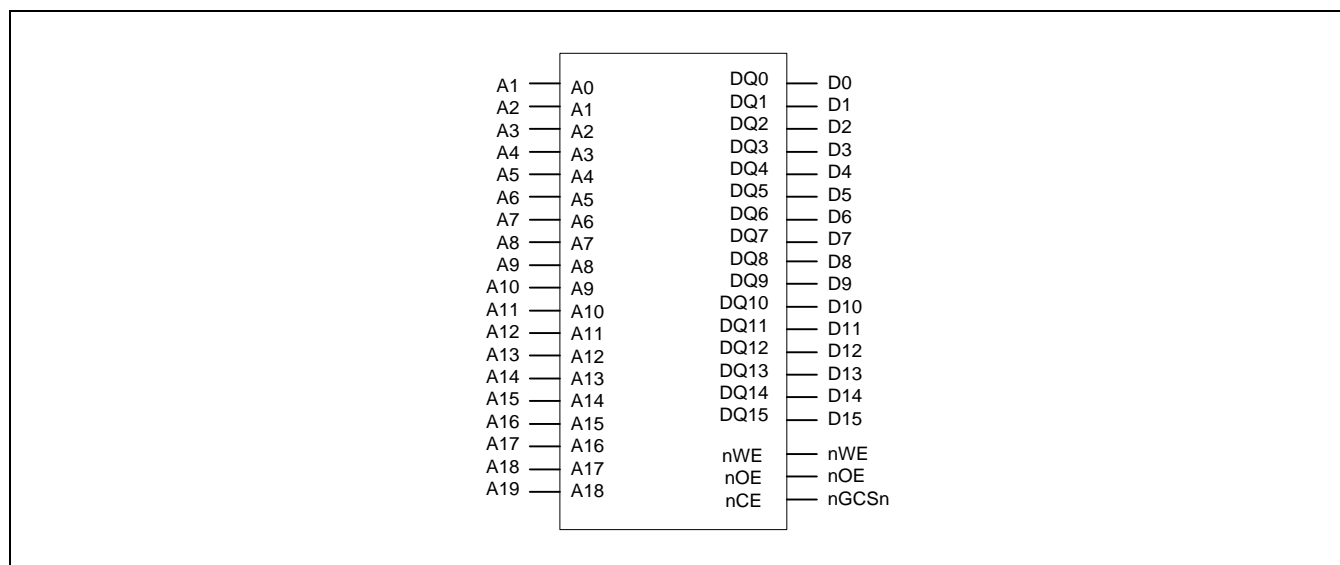 A1 A0 DQ0 D0
A2 A1 DQ1 D1
A3 A2 DQ2 D2
A4 A3 DQ3 D3
A5 A4 DQ4 D4
A6 A5 DQ5 D5
A7 A6 DQ6 D6
A8 A7 DQ7 D7
A9 A8 DQ8 D8
A10 A9 DQ9 D9
A11 A10 DQ10 D10
A12 A11 DQ11 D11
A13 A12 DQ12 D12
A14 A13 DQ13 D13
A15 A14 DQ14 D14
A16 A15 DQ15 D15
A17 A16 nWE nWE
A18 A17 nOE nOE
A19 A18 nCE nGCSn